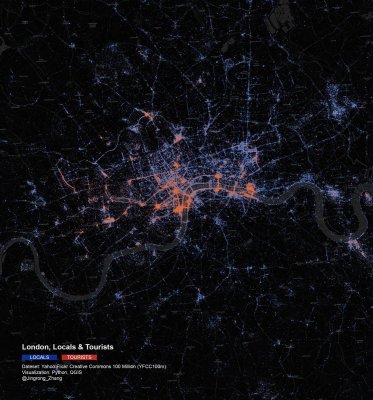 London, Locals & Tourists
LOCALS TOURISTS
Dataset: Yahoo Flickr Creative Commons 100 Million (YFCC100m)
Visualization: Python, QGIS
@Jingrong_Zhang